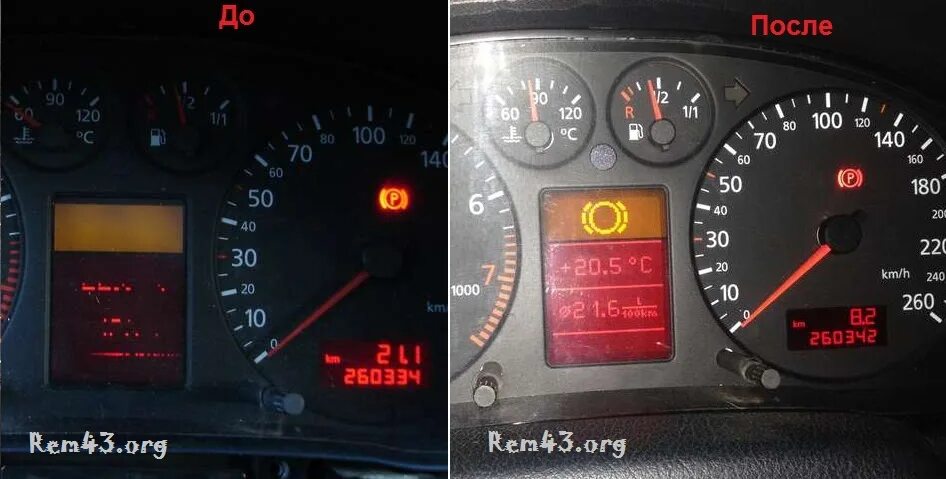 До
60 90 120
°C
1/2 1/1
10 20 30 40 50 60 70 80 100 120 140
0
km
21.1
260334
P
Rem43.org
После
60 90 120
°C
R 1/2 1/1
6
7
1000
+20.5 °C
ø21.6 L/100km
0 10 20 30 40 50 60 70 80 100 120 140 160 180 200 220 240 260
km/h
P
km
8.2
260342
Rem43.org